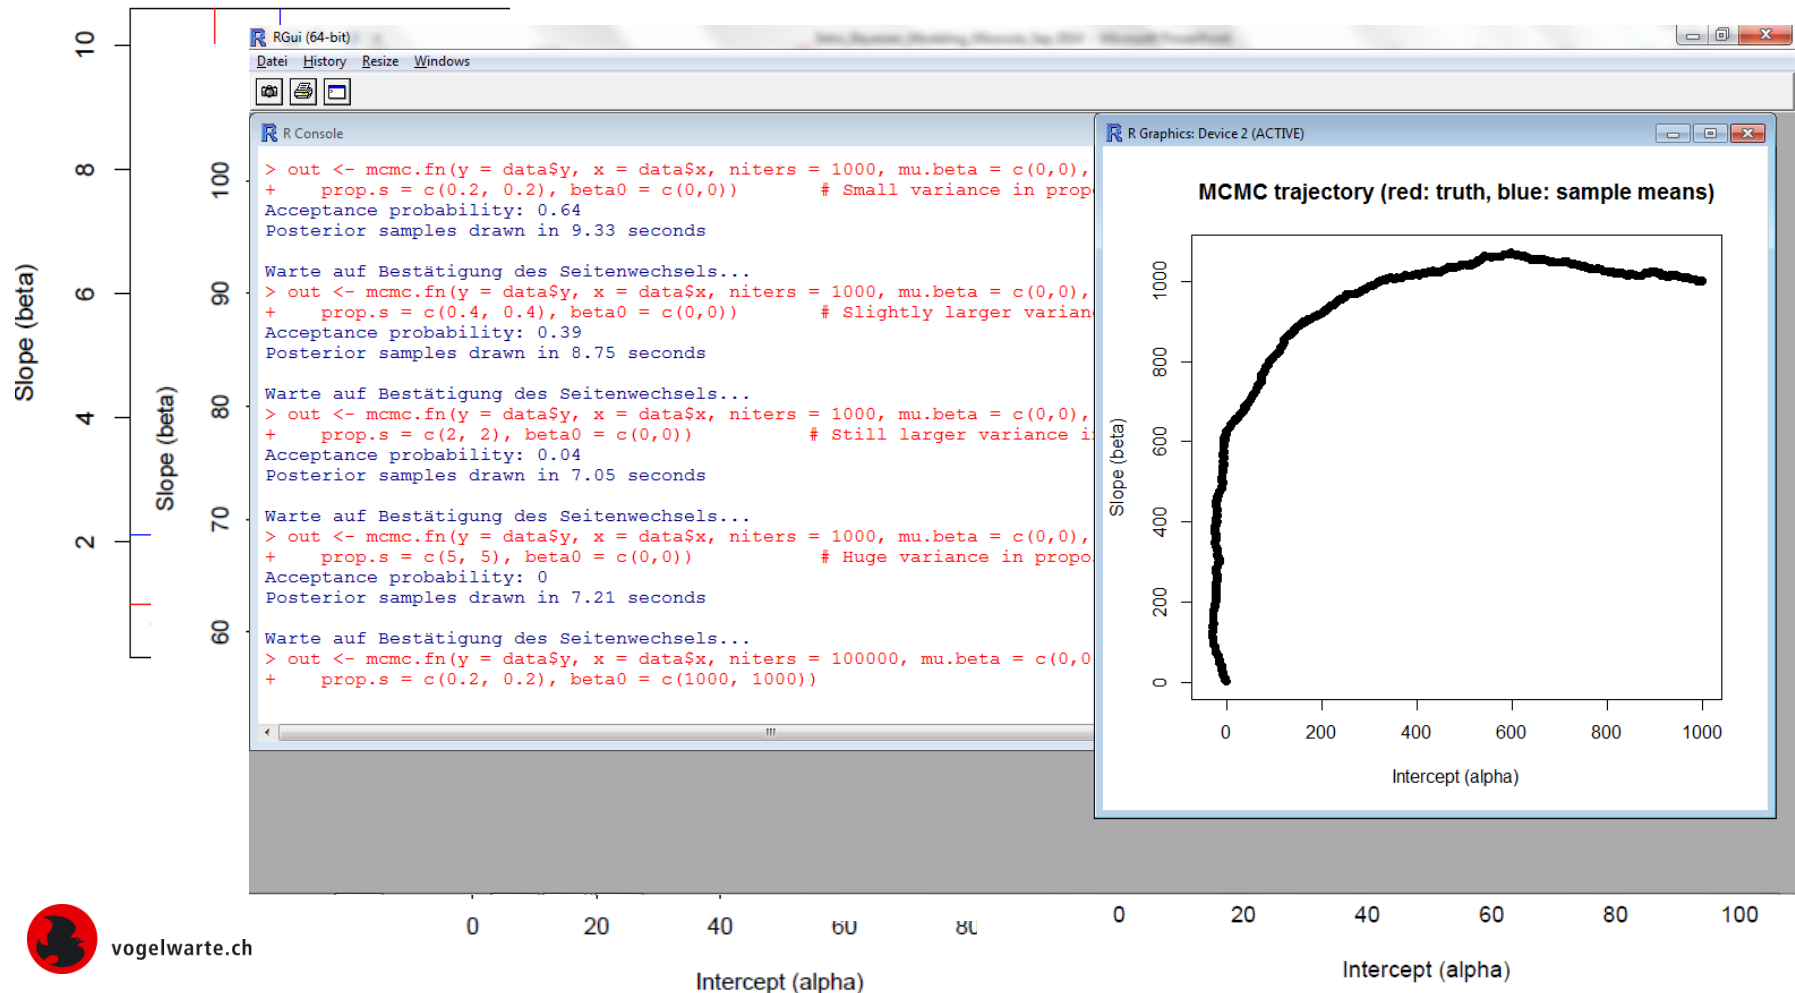 RGui (64-bit)
Datei History Resize Windows
R Console
> out <- mcmc.fn(y = data$y, x = data$x, niters = 1000, mu.beta = c(0,0),
+ prop.s = c(0.2, 0.2), beta0 = c(0,0)) # Small variance in prop
Acceptance probability: 0.64
Posterior samples drawn in 9.33 seconds
Warte auf Bestätigung des Seitenwechsels...
> out <- mcmc.fn(y = data$y, x = data$x, niters = 1000, mu.beta = c(0,0),
+ prop.s = c(0.4, 0.4), beta0 = c(0,0)) # Slightly larger varian
Acceptance probability: 0.39
Posterior samples drawn in 8.75 seconds
Warte auf Bestätigung des Seitenwechsels...
> out <- mcmc.fn(y = data$y, x = data$x, niters = 1000, mu.beta = c(0,0),
+ prop.s = c(2, 2), beta0 = c(0,0)) # Still larger variance i
Acceptance probability: 0.04
Posterior samples drawn in 7.05 seconds
Warte auf Bestätigung des Seitenwechsels...
> out <- mcmc.fn(y = data$y, x = data$x, niters = 1000, mu.beta = c(0,0),
+ prop.s = c(5, 5), beta0 = c(0,0)) # Huge variance in propo
Acceptance probability: 0
Posterior samples drawn in 7.21 seconds
Warte auf Bestätigung des Seitenwechsels...
> out <- mcmc.fn(y = data$y, x = data$x, niters = 100000, mu.beta = c(0,0
+ prop.s = c(0.2, 0.2), beta0 = c(1000, 1000))
R Graphics: Device 2 (ACTIVE)
MCMC trajectory (red: truth, blue: sample means)
Slope (beta)
1000
800
600
400
200
0
0 200 400 600 800 1000
Intercept (alpha)
Slope (beta)
10
8
6
4
2
Slope (beta)
100
90
80
70
60
0 20 40 60 80
Intercept (alpha)
0 20 40 60 80 100
Intercept (alpha)
vogelwarte.ch